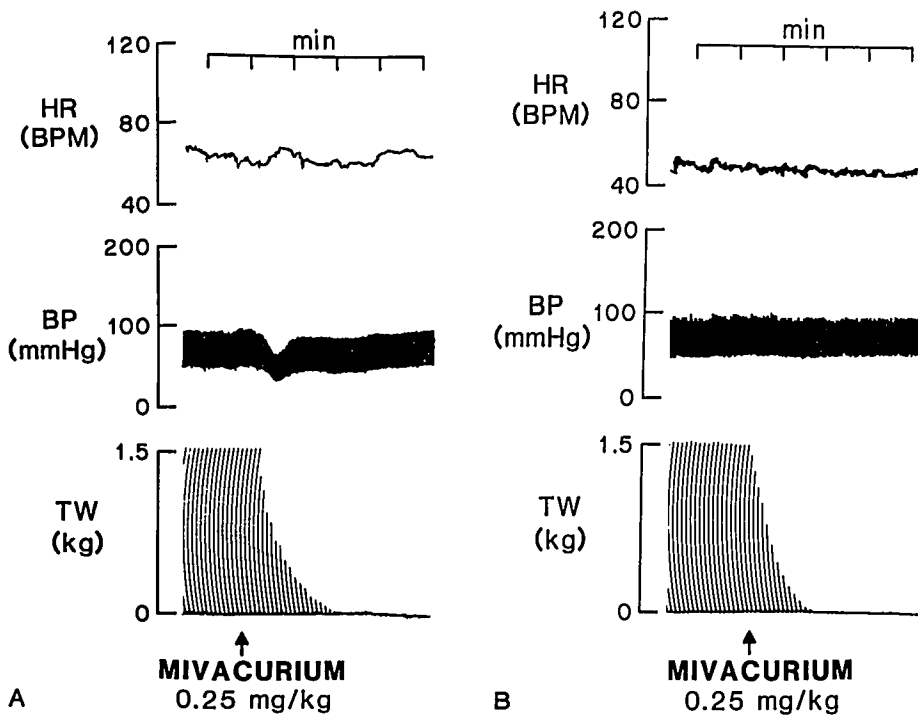 120
min
HR
(BPM)
80
40
200
BP
(mmHg)
100
0
1.5
TW
(kg)
0
MIVACURIUM
0.25 mg/kg
A
120
min
HR
(BPM)
80
40
200
BP
(mmHg)
100
0
1.5
TW
(kg)
0
MIVACURIUM
0.25 mg/kg
B